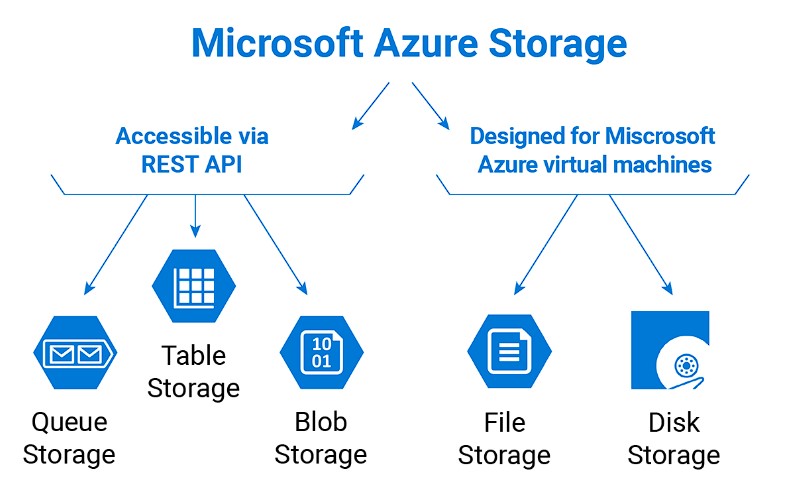 Microsoft Azure Storage
Accessible via
REST API
Designed for Miscrosoft
Azure virtual machines
10
01
Queue
Storage
Table
Storage
Blob
Storage
File
Storage
Disk
Storage